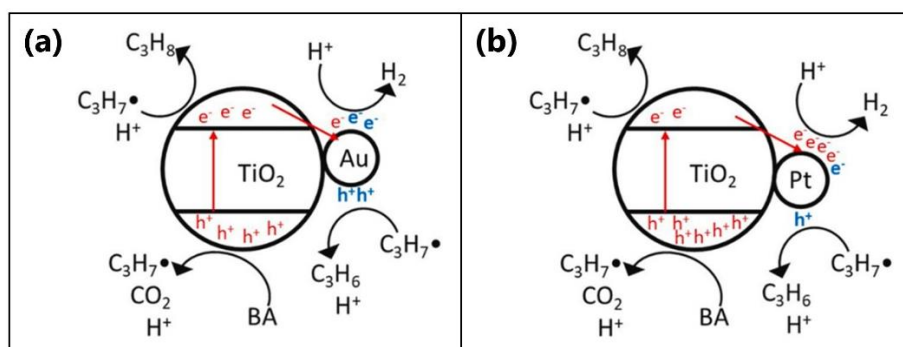 (a)
C₃H₈
H⁺
H₂
C₃H₇•
H⁺
e⁻ e⁻ e⁻
e⁻ e⁻ e⁻
TiO₂
Au
h⁺ h⁺ h⁺ h⁺
h⁺h⁺
C₃H₇•
CO₂
H⁺
BA
C₃H₆
H⁺
C₃H₇•
(b)
C₃H₈
H⁺
H₂
C₃H₇•
H⁺
e⁻ e⁻
e⁻ e⁻ e⁻ e⁻
e⁻
TiO₂
Pt
h⁺ h⁺
h⁺ h⁺ h⁺ h⁺
h⁺
C₃H₇•
CO₂
H⁺
BA
C₃H₆
H⁺
C₃H₇•